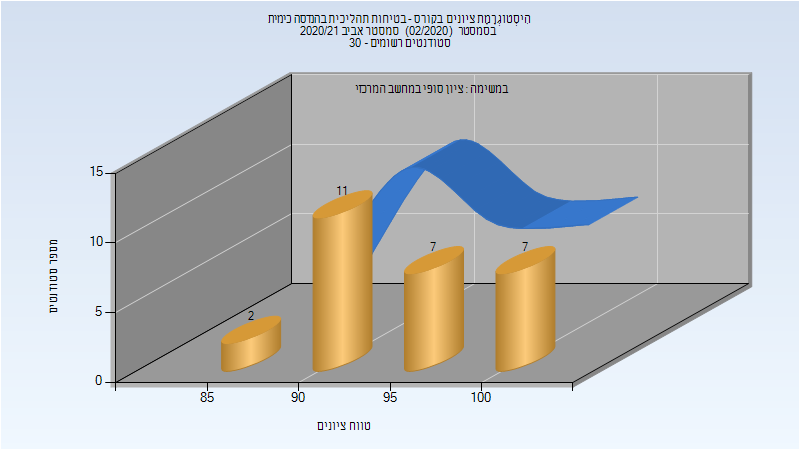 היסטוגרמת ציונים בקורס - בטיחות תהליכית בהנדסה כימית
בסמסטר (02/2020) סמסטר אביב 2020/21
סטודנטים רשומים - 30
במשימה : ציון סופי במחשב המרכזי
מספר סטודנטים
15
10
5
0
2
11
7
7
85
90
95
100
טווח ציונים